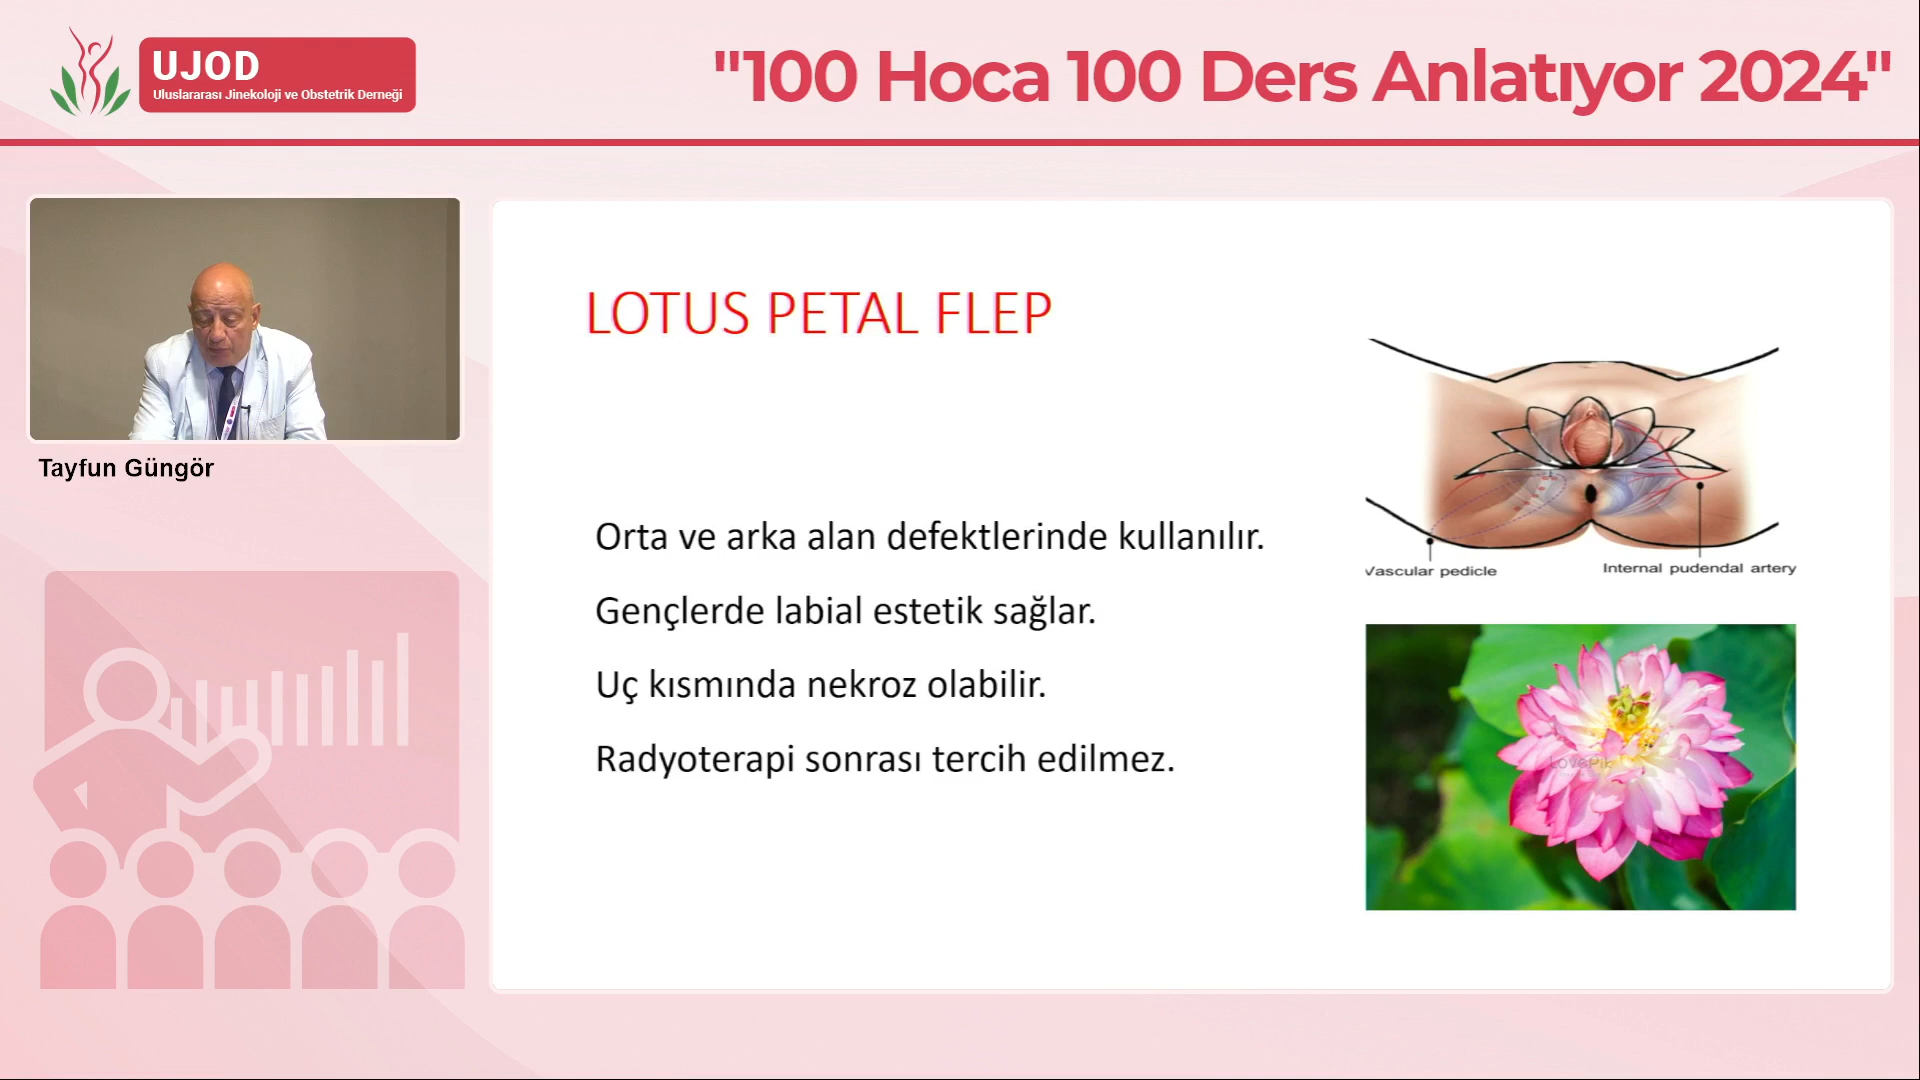 UJOD
Uluslararası Jinekoloji ve Obstetrik Derneği
"100 Hoca 100 Ders Anlatıyor 2024"
Tayfun Güngör
LOTUS PETAL FLEP
Orta ve arka alan defektlerinde kullanılır.
Gençlerde labial estetik sağlar.
Uç kısmında nekroz olabilir.
Radyoterapi sonrası tercih edilmez.
Vascular pedicle
Internal pudendal artery
LovePik